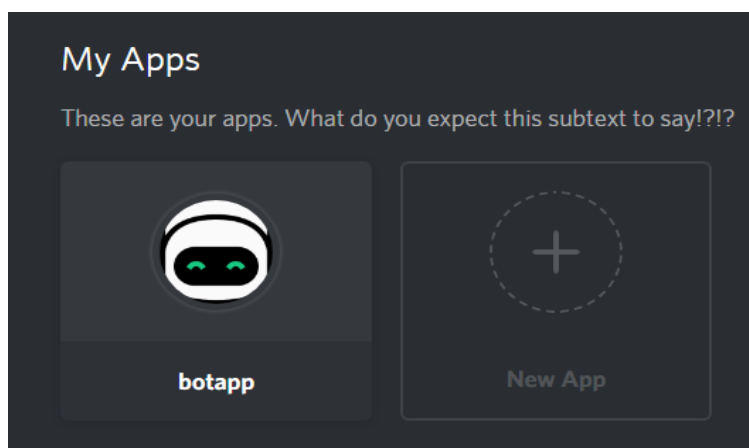 My Apps
These are your apps. What do you expect this subtext to say!?!?
botapp
New App